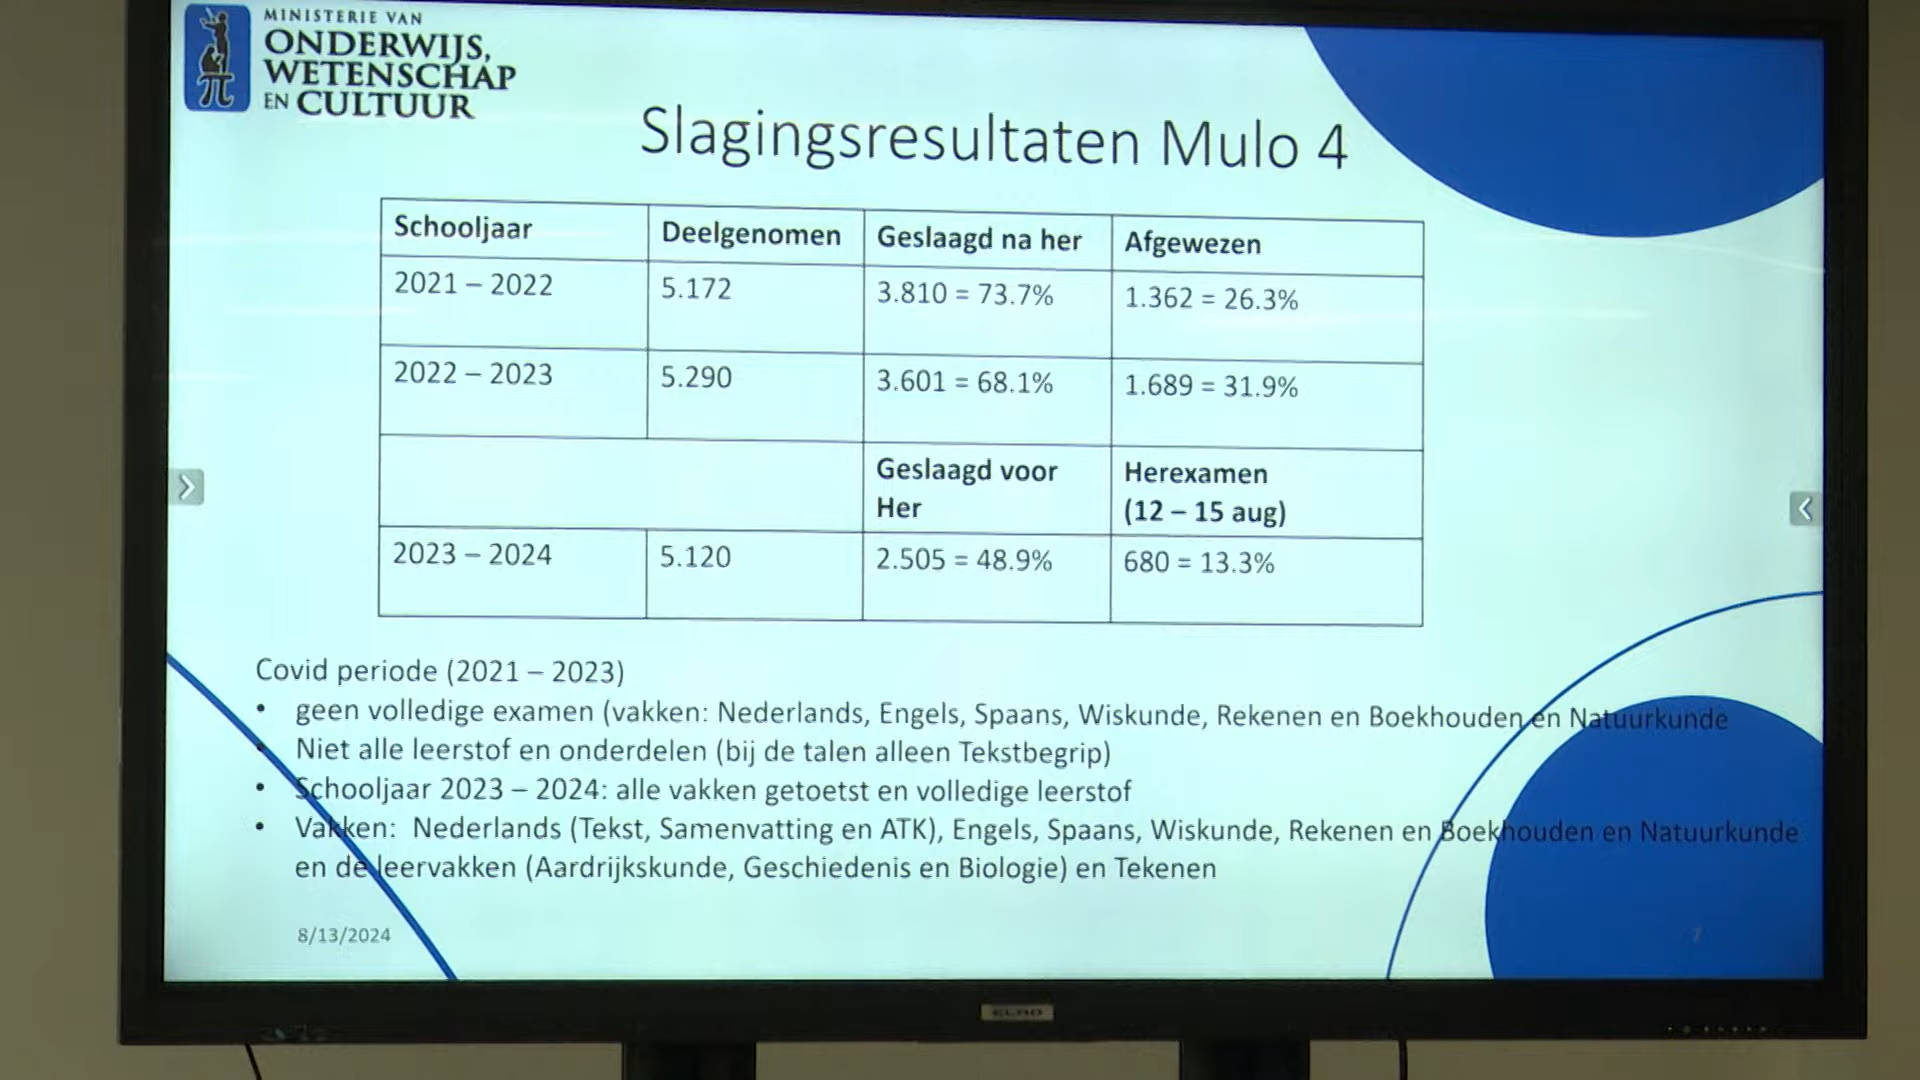 MINISTERIE VAN
ONDERWIJS,
WETENSCHAP
EN CULTUUR
Slagingsresultaten Mulo 4
Schooljaar Deelgenomen Geslaagd na her Afgewezen
2021 – 2022 5.172 3.810 = 73.7% 1.362 = 26.3%
2022 – 2023 5.290 3.601 = 68.1% 1.689 = 31.9%
Geslaagd voor Herexamen
Her (12 – 15 aug)
2023 – 2024 5.120 2.505 = 48.9% 680 = 13.3%
Covid periode (2021 – 2023)
• geen volledige examen (vakken: Nederlands, Engels, Spaans, Wiskunde, Rekenen en Boekhouden en Natuurkunde
• Niet alle leerstof en onderdelen (bij de talen alleen Tekstbegrip)
• Schooljaar 2023 – 2024: alle vakken getoetst en volledige leerstof
• Vakken: Nederlands (Tekst, Samenvatting en ATK), Engels, Spaans, Wiskunde, Rekenen en Boekhouden en Natuurkunde
en de leervakken (Aardrijkskunde, Geschiedenis en Biologie) en Tekenen
8/13/2024 7